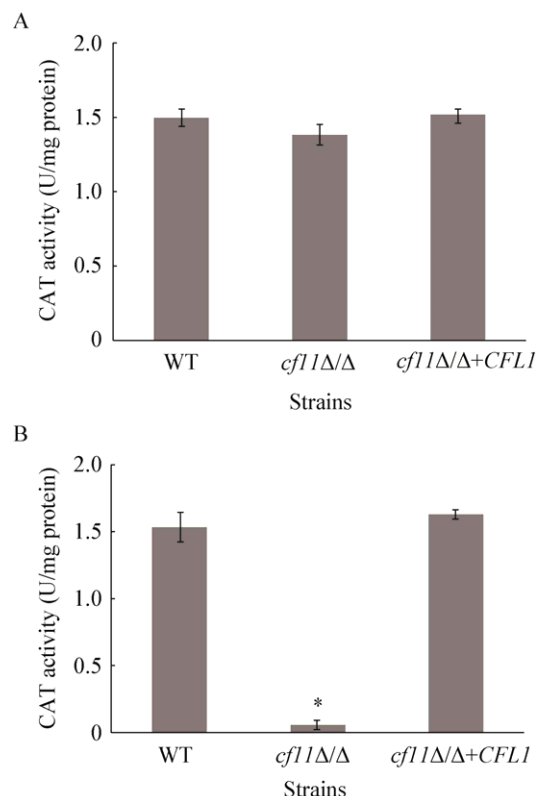 A
2.0
1.5
1.0
0.5
0
CAT activity (U/mg protein)
WT
cfl1Δ/Δ
cfl1Δ/Δ+CFL1
Strains
B
2.0
1.5
1.0
0.5
0
CAT activity (U/mg protein)
*
WT
cfl1Δ/Δ
cfl1Δ/Δ+CFL1
Strains